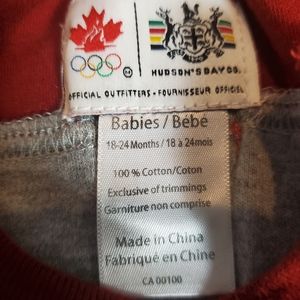 HUDSON'S BAY CO.
OFFICIAL OUTFITTERS • FOURNISSEUR OFFICIEL
Babies / Bébé
18-24 Months / 18 à 24mois
100 % Cotton/Coton
Exclusive of trimmings
Garniture non comprise
Made in China
Fabriqué en Chine
CA 00100